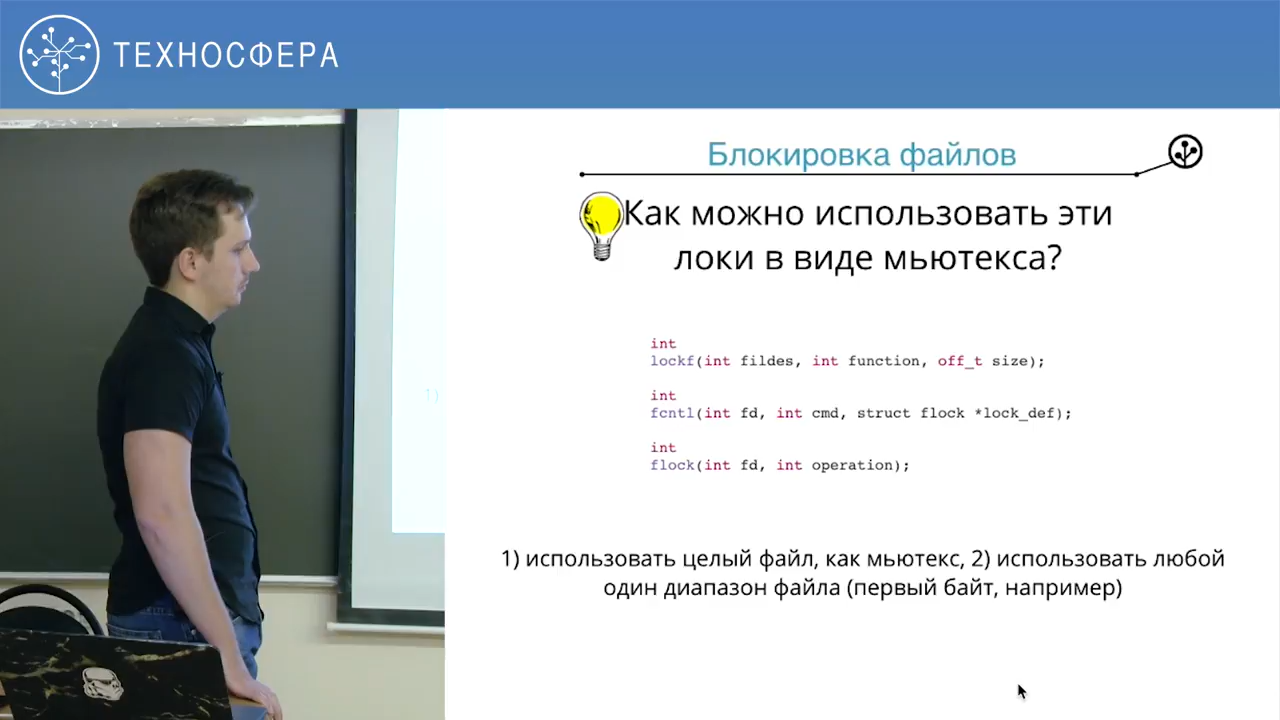 ТЕХНОСФЕРА
Блокировка файлов
Как можно использовать эти
локи в виде мьютекса?
int
lockf(int fildes, int function, off_t size);
int
fcntl(int fd, int cmd, struct flock *lock_def);
int
flock(int fd, int operation);
1) использовать целый файл, как мьютекс, 2) использовать любой
один диапазон файла (первый байт, например)